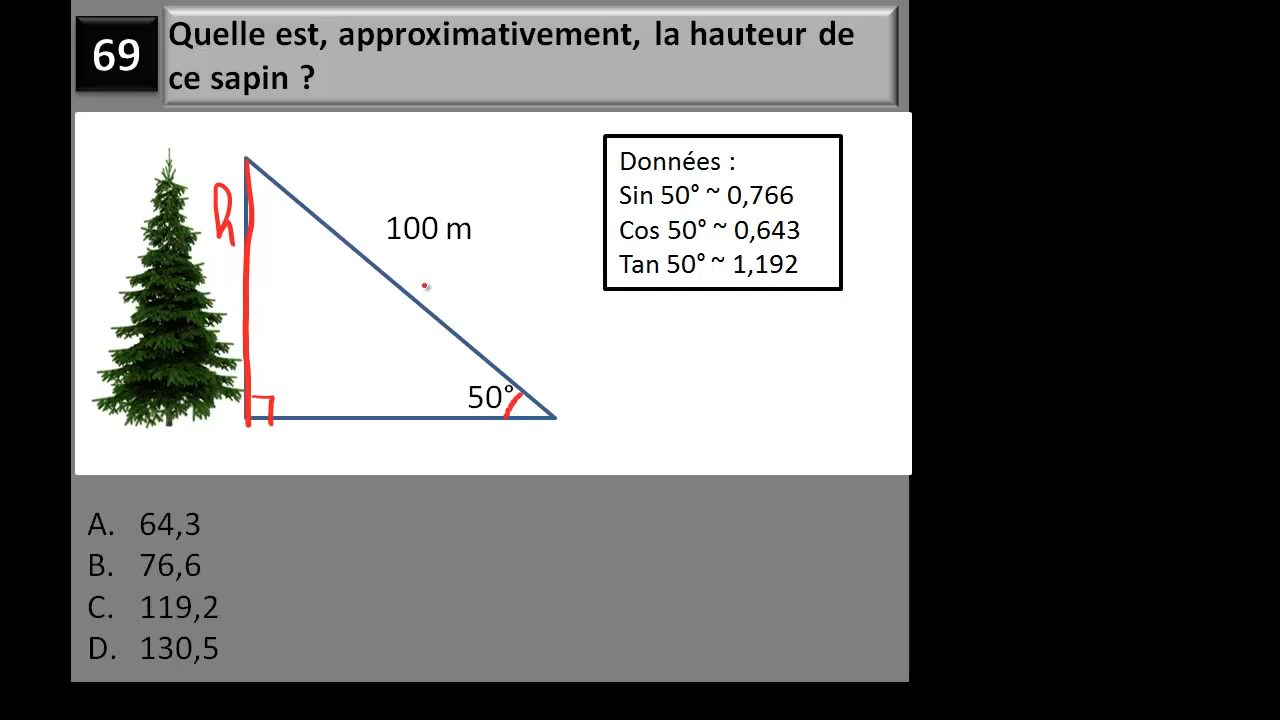 69
Quelle est, approximativement, la hauteur de
ce sapin ?
h
100 m
50°
Données :
Sin 50° ~ 0,766
Cos 50° ~ 0,643
Tan 50° ~ 1,192
A. 64,3
B. 76,6
C. 119,2
D. 130,5